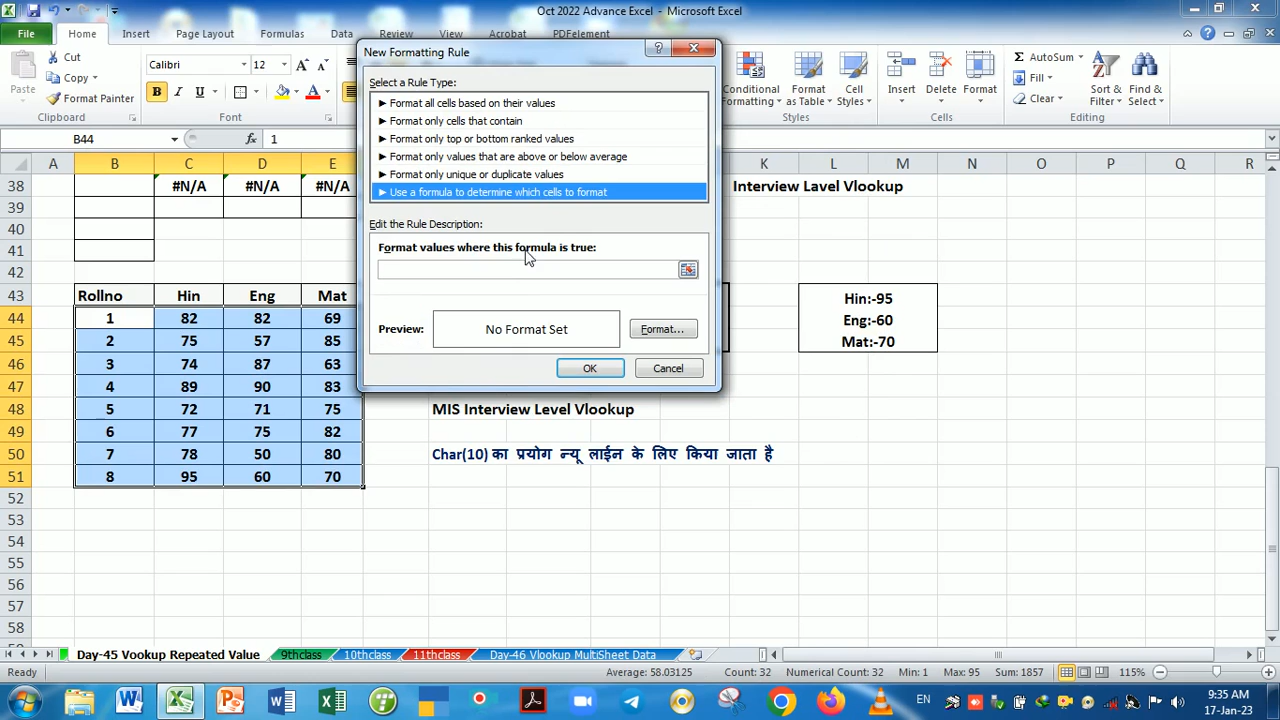 Oct 2022 Advance Excel - Microsoft Excel
File Home Insert Page Layout Formulas Data Review View Acrobat PDFelement
New Formatting Rule
Cut
Copy
Paste
Format Painter
Clipboard
Calibri 12
B I U
Font
Conditional Formatting
Format as Table
Cell Styles
Insert Delete Format
Cells
AutoSum
Fill
Clear
Sort & Filter
Find & Select
Editing
B44 1
Select a Rule Type:
► Format all cells based on their values
► Format only cells that contain
► Format only top or bottom ranked values
► Format only values that are above or below average
► Format only unique or duplicate values
► Use a formula to determine which cells to format
Edit the Rule Description:
Format values where this formula is true:
Preview: No Format Set Format...
OK Cancel
A B C D E K L M N O P Q R
38 #N/A #N/A #N/A Interview Lavel Vlookup
39
40
41
42
43 Rollno Hin Eng Mat
44 1 82 82 69
45 2 75 57 85
46 3 74 87 63
47 4 89 90 83
48 5 72 71 75
49 6 77 75 82
50 7 78 50 80
51 8 95 60 70
52
53
54
55
56
57
58
Hin:-95
Eng:-60
Mat:-70
MIS Interview Level Vlookup
Char(10) का प्रयोग न्यू लाईन के लिए किया जाता है
Day-45 Vookup Repeated Value 9thclass 10thclass 11thclass Day-46 Vlookup MultiSheet Data
Ready Average: 58.03125 Count: 32 Numerical Count: 32 Min: 1 Max: 95 Sum: 1857 115%
EN
9:35 AM
17-Jan-23